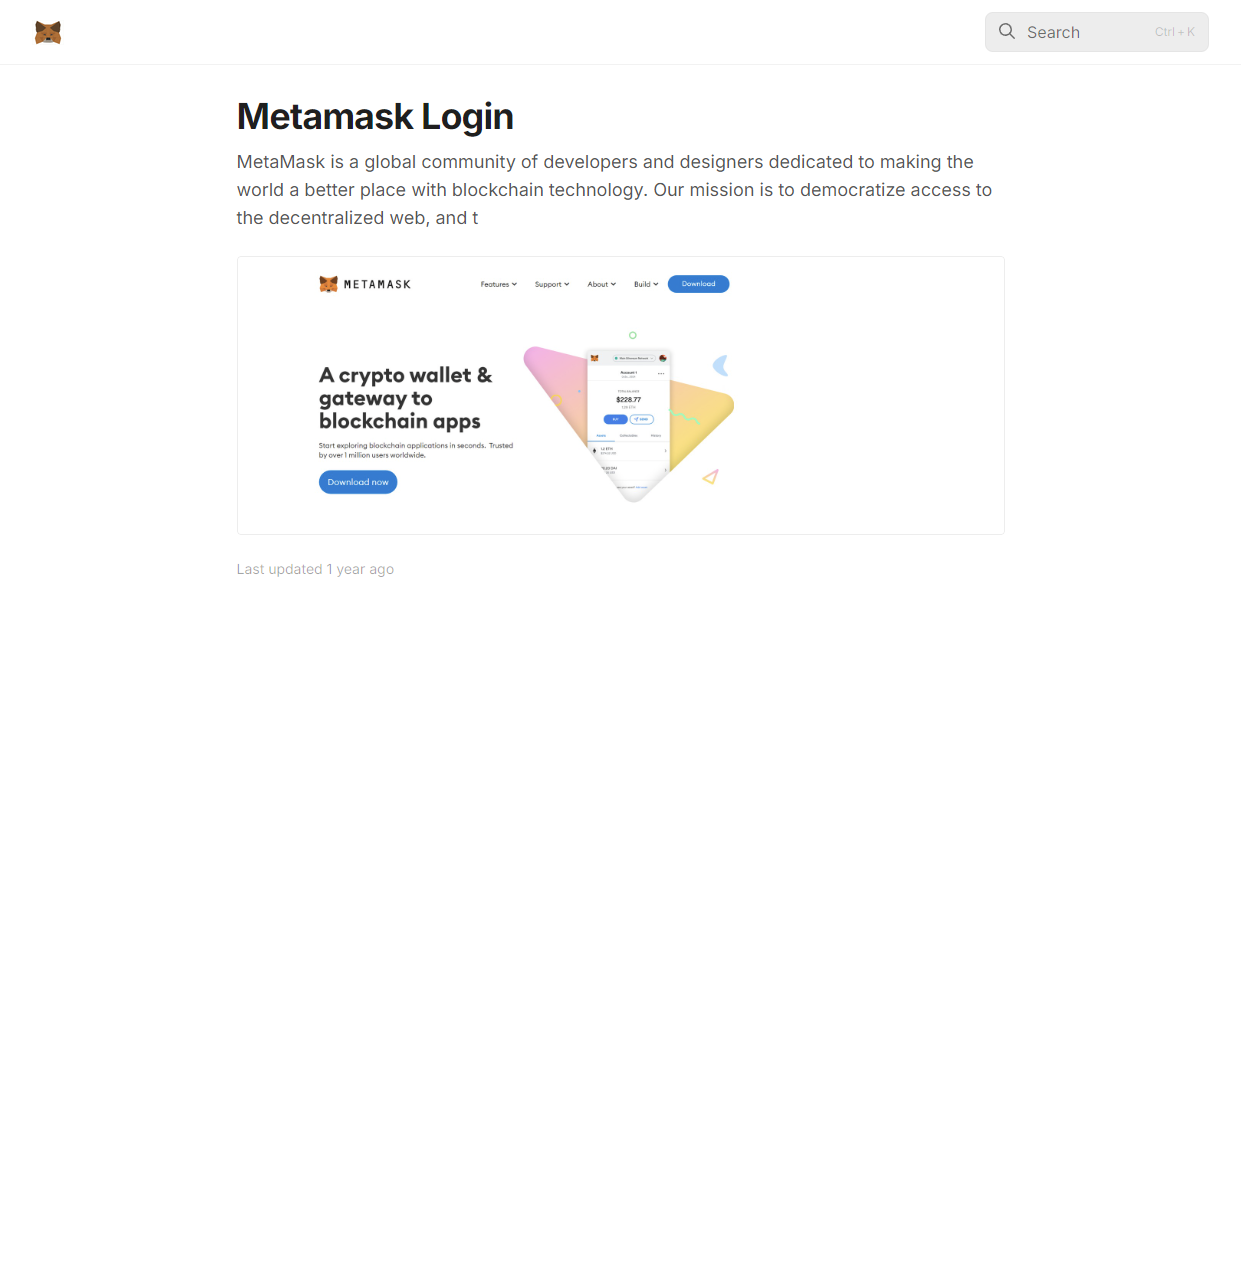 Search
Ctrl + K
Metamask Login
MetaMask is a global community of developers and designers dedicated to making the
world a better place with blockchain technology. Our mission is to democratize access to
the decentralized web, and t
METAMASK
Features
Support
About
Build
Download
A crypto wallet &
gateway to
blockchain apps
Start exploring blockchain applications in seconds. Trusted
by over 1 million users worldwide.
Download now
$228.77
Last updated 1 year ago